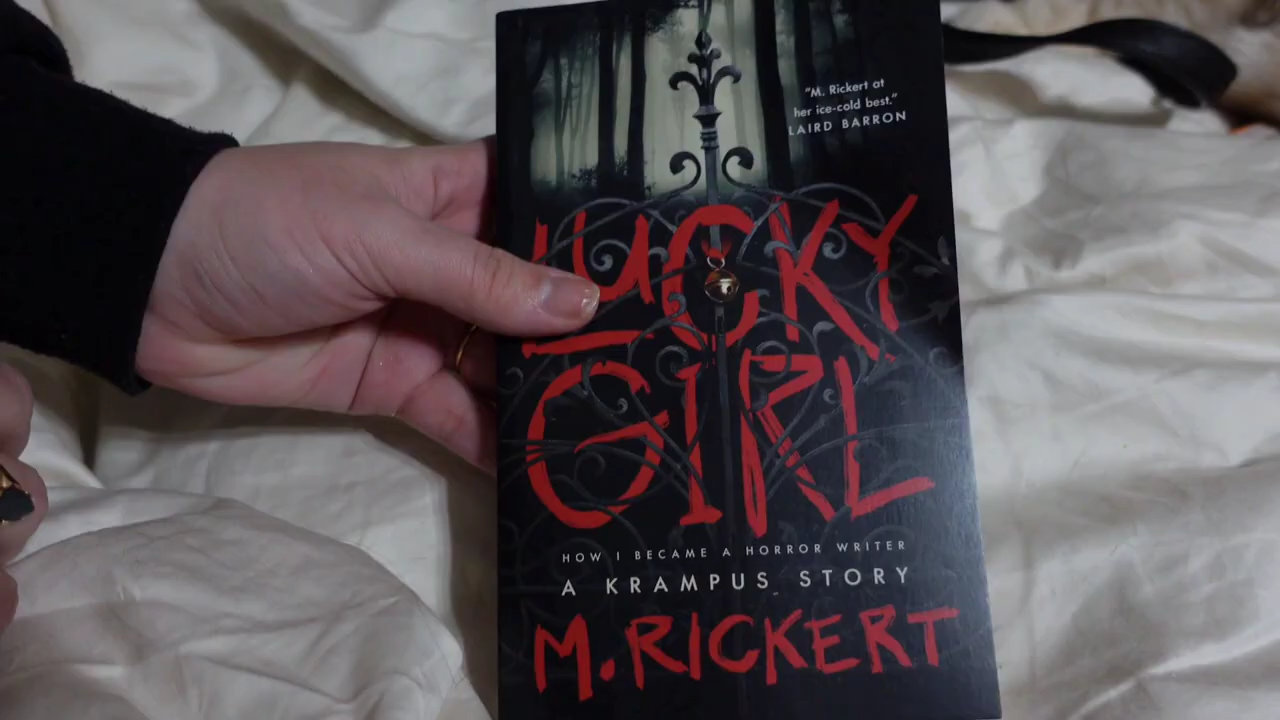 "M. Rickert at
her ice-cold best."
LAIRD BARRON
LUCKY
GIRL
HOW I BECAME A HORROR WRITER
A KRAMPUS STORY
M. RICKERT